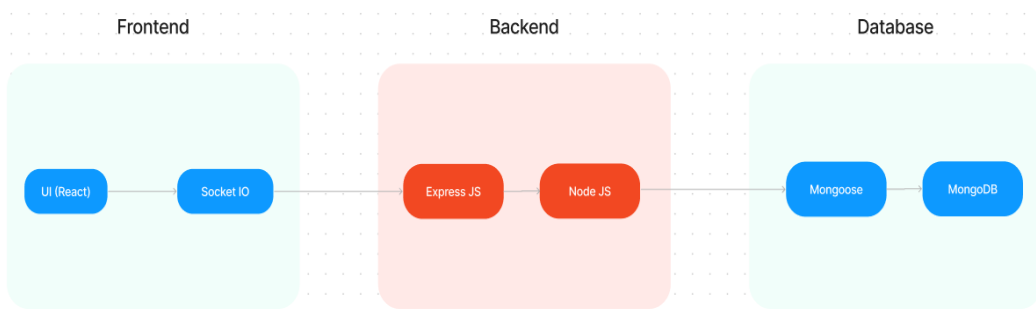 Frontend
Backend
Database
UI (React)
Socket IO
Express JS
Node JS
Mongoose
MongoDB